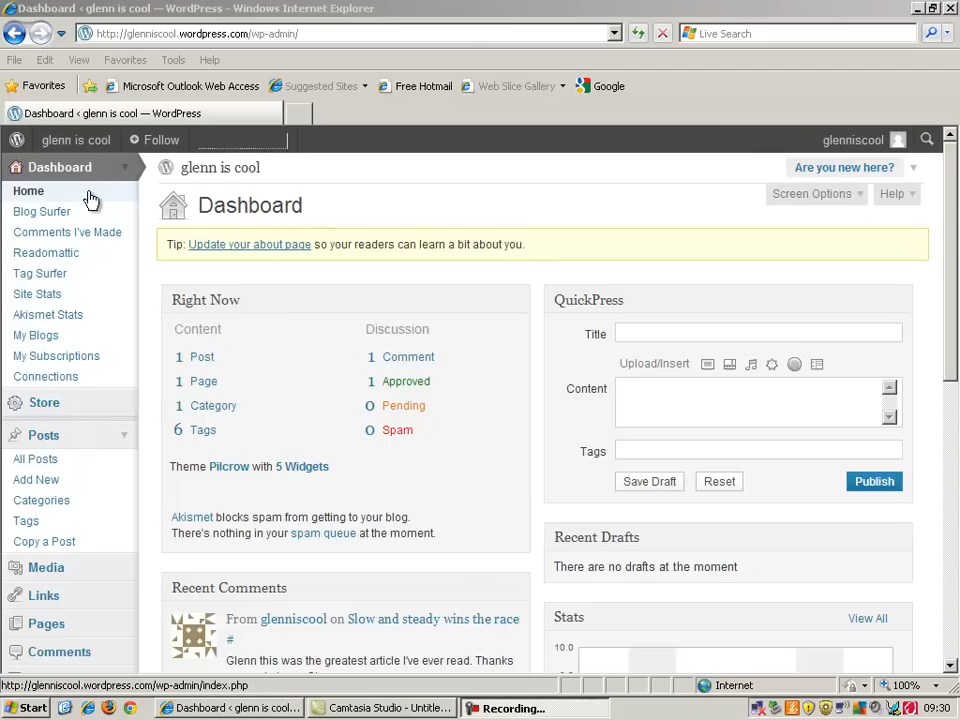 Dashboard ‹ glenn is cool — WordPress - Windows Internet Explorer
http://glenniscool.wordpress.com/wp-admin/
Live Search
File Edit View Favorites Tools Help
Favorites Microsoft Outlook Web Access Suggested Sites Free Hotmail Web Slice Gallery Google
Dashboard ‹ glenn is cool — WordPress
glenn is cool Follow glenniscool
Dashboard
Home
Blog Surfer
Comments I've Made
Readomattic
Tag Surfer
Site Stats
Akismet Stats
My Blogs
My Subscriptions
Connections
Store
Posts
All Posts
Add New
Categories
Tags
Copy a Post
Media
Links
Pages
Comments
glenn is cool
Are you new here?
Screen Options Help
Dashboard
Tip: Update your about page so your readers can learn a bit about you.
Right Now
Content Discussion
1 Post 1 Comment
1 Page 1 Approved
1 Category 0 Pending
6 Tags 0 Spam
Theme Pilcrow with 5 Widgets
Akismet blocks spam from getting to your blog.
There's nothing in your spam queue at the moment.
Recent Comments
From glenniscool on Slow and steady wins the race
#
Glenn this was the greatest article I've ever read. Thanks
QuickPress
Title
Upload/Insert
Content
Tags
Save Draft Reset Publish
Recent Drafts
There are no drafts at the moment
Stats View All
10.0
http://glenniscool.wordpress.com/wp-admin/index.php Internet 100%
Start Dashboard ‹ glenn is cool... Camtasia Studio - Untitle... Recording... 09:30